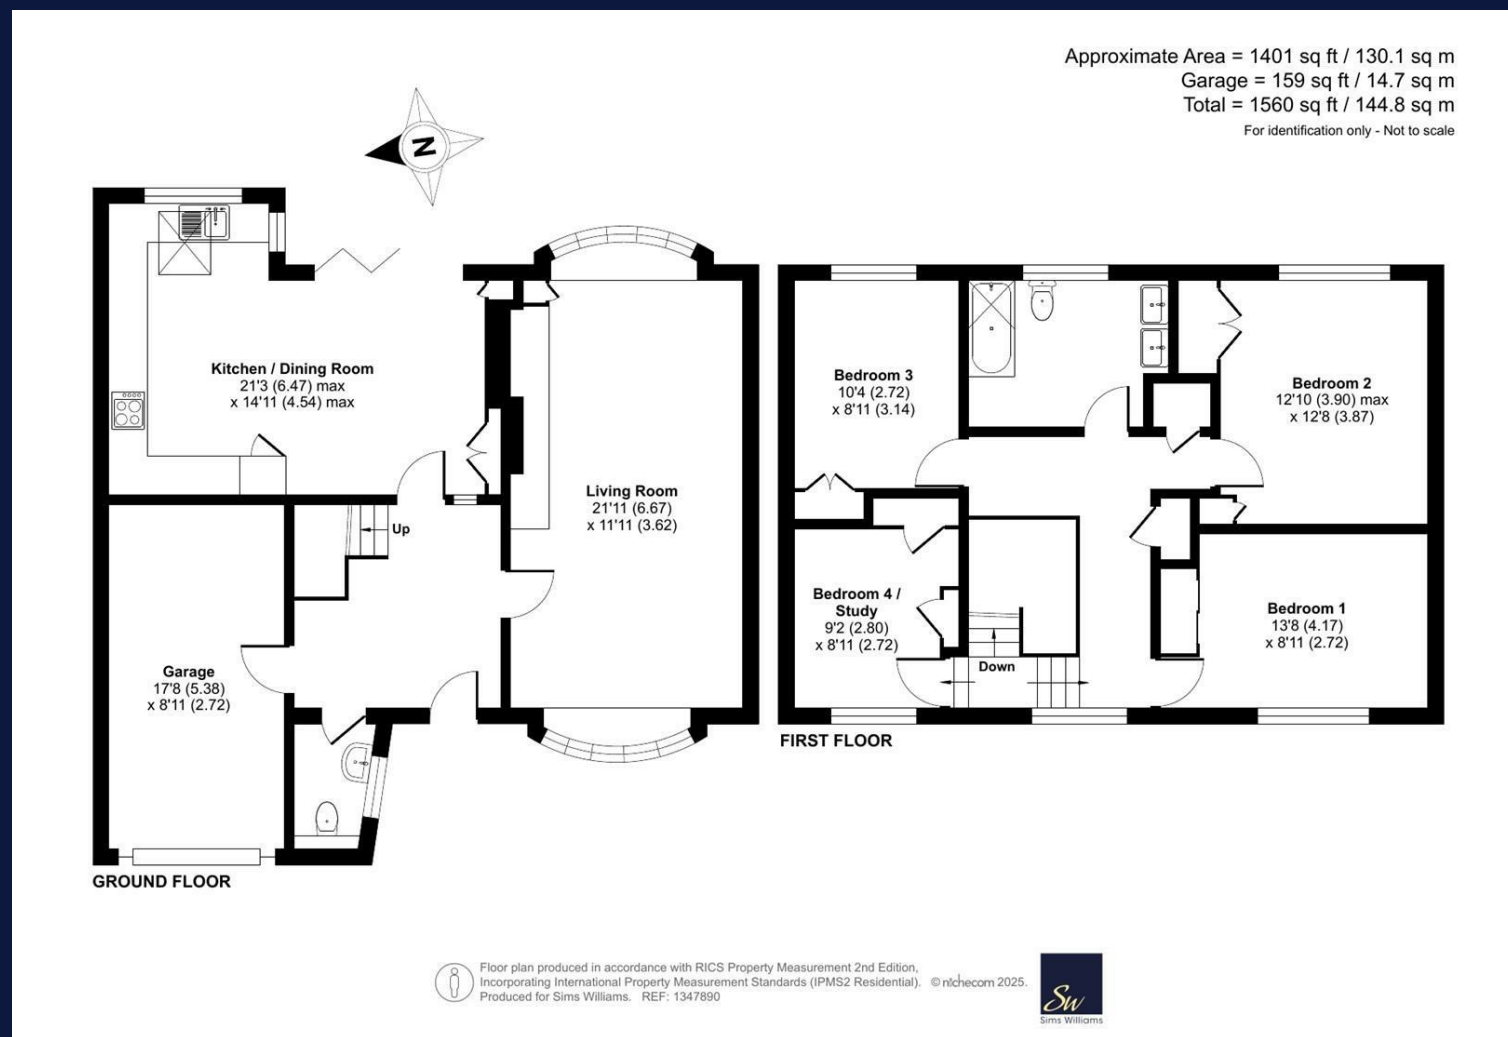 Approximate Area = 1401 sq ft / 130.1 sq m
Garage = 159 sq ft / 14.7 sq m
Total = 1560 sq ft / 144.8 sq m
For identification only - Not to scale
N
Kitchen / Dining Room
21'3 (6.47) max
x 14'11 (4.54) max
Up
Living Room
21'11 (6.67)
x 11'11 (3.62)
Garage
17'8 (5.38)
x 8'11 (2.72)
GROUND FLOOR
Bedroom 3
10'4 (2.72)
x 8'11 (3.14)
Bedroom 2
12'10 (3.90) max
x 12'8 (3.87)
Bedroom 4 /
Study
9'2 (2.80)
x 8'11 (2.72)
Bedroom 1
13'8 (4.17)
x 8'11 (2.72)
Down
FIRST FLOOR
Floor plan produced in accordance with RICS Property Measurement 2nd Edition,
Incorporating International Property Measurement Standards (IPMS2 Residential). © nichecom 2025.
Produced for Sims Williams. REF: 1347890
Sw
Sims Williams